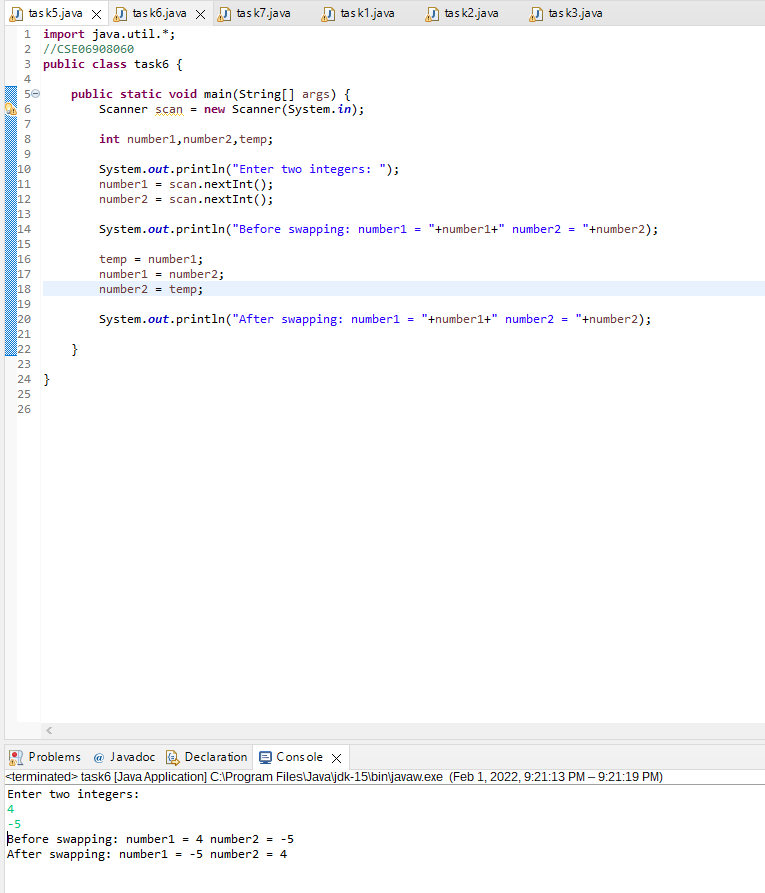 task5.java task6.java task7.java task1.java task2.java task3.java
1 import java.util.*;
2 //CSE06908060
3 public class task6 {
4
5 public static void main(String[] args) {
6 Scanner scan = new Scanner(System.in);
7
8 int number1,number2,temp;
9
10 System.out.println("Enter two integers: ");
11 number1 = scan.nextInt();
12 number2 = scan.nextInt();
13
14 System.out.println("Before swapping: number1 = "+number1+" number2 = "+number2);
15
16 temp = number1;
17 number1 = number2;
18 number2 = temp;
19
20 System.out.println("After swapping: number1 = "+number1+" number2 = "+number2);
21
22 }
23
24 }
25
26
Problems @ Javadoc Declaration Console
<terminated> task6 [Java Application] C:\Program Files\Java\jdk-15\bin\javaw.exe (Feb 1, 2022, 9:21:13 PM – 9:21:19 PM)
Enter two integers:
4
-5
Before swapping: number1 = 4 number2 = -5
After swapping: number1 = -5 number2 = 4